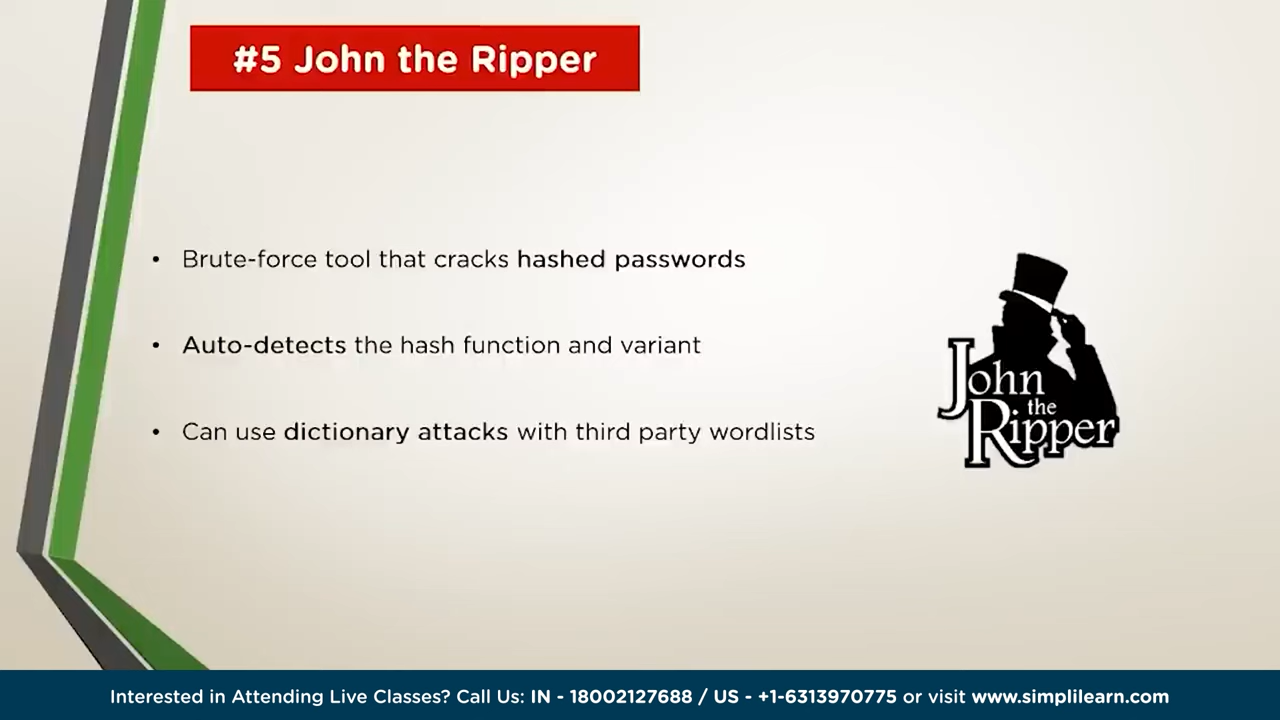 #5 John the Ripper
• Brute-force tool that cracks hashed passwords
• Auto-detects the hash function and variant
• Can use dictionary attacks with third party wordlists
John
the
Ripper
Interested in Attending Live Classes? Call Us: IN - 18002127688 / US - +1-6313970775 or visit www.simplilearn.com